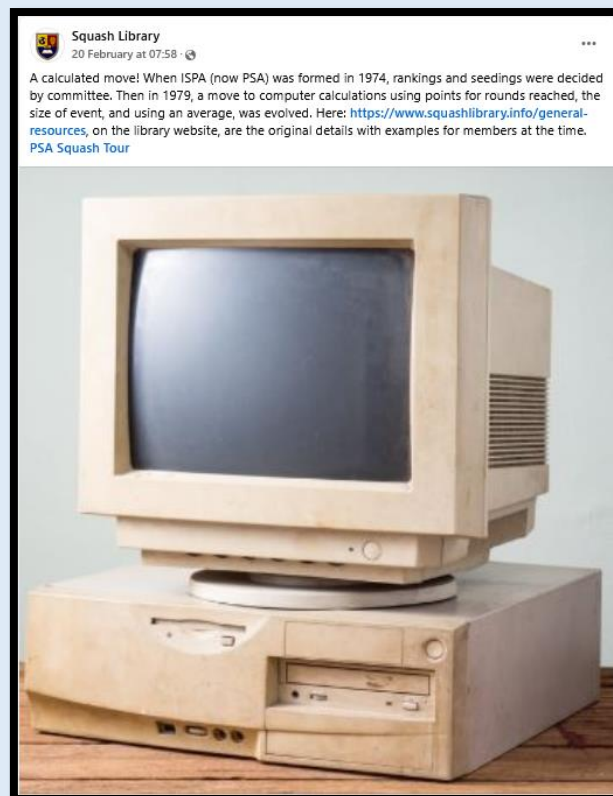 Squash Library
20 February at 07:58 ·
A calculated move! When ISPA (now PSA) was formed in 1974, rankings and seedings were decided
by committee. Then in 1979, a move to computer calculations using points for rounds reached, the
size of event, and using an average, was evolved. Here: https://www.squashlibrary.info/general-
resources, on the library website, are the original details with examples for members at the time.
PSA Squash Tour